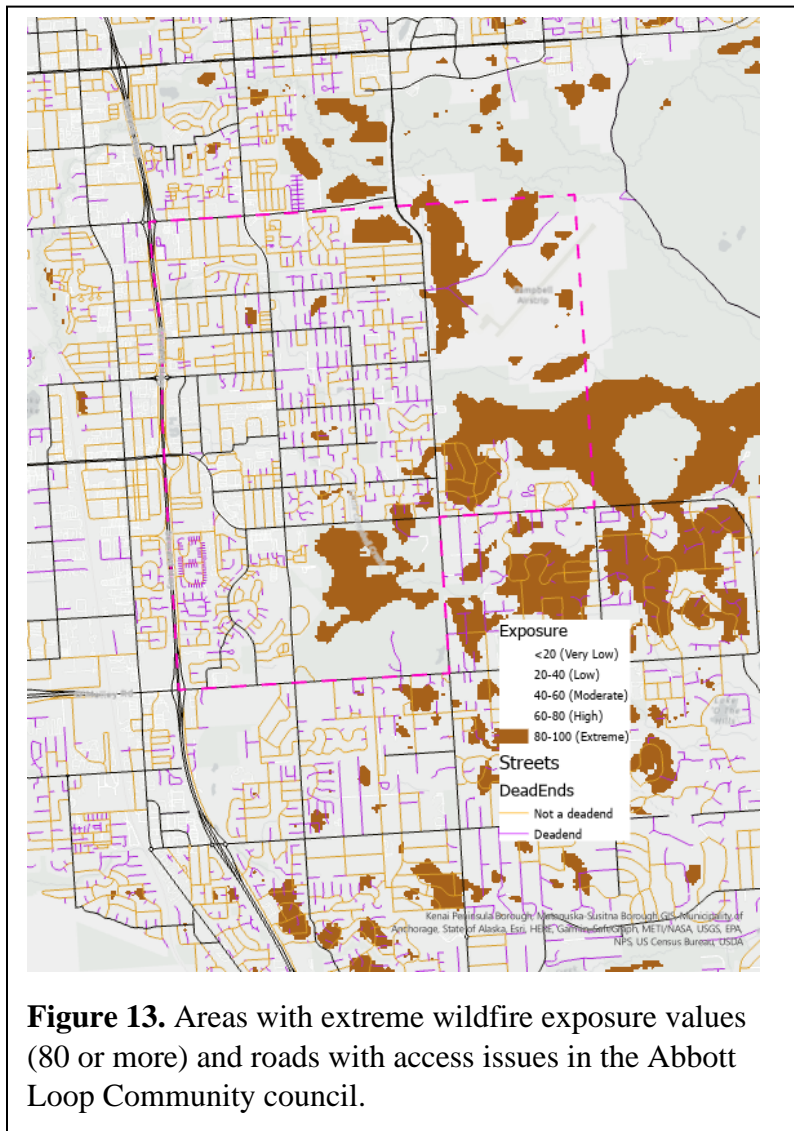 Campbell
Airstrip
Exposure
<20 (Very Low)
20-40 (Low)
40-60 (Moderate)
60-80 (High)
80-100 (Extreme)
Streets
DeadEnds
Not a deadend
Deadend
Kenai Peninsula Borough, Matanuska-Susitna Borough GIS, Municipality of
Anchorage, State of Alaska, Esri, HERE, Garmin, SafeGraph, METI/NASA, USGS, EPA,
NPS, US Census Bureau, USDA
Figure 13. Areas with extreme wildfire exposure values
(80 or more) and roads with access issues in the Abbott
Loop Community council.